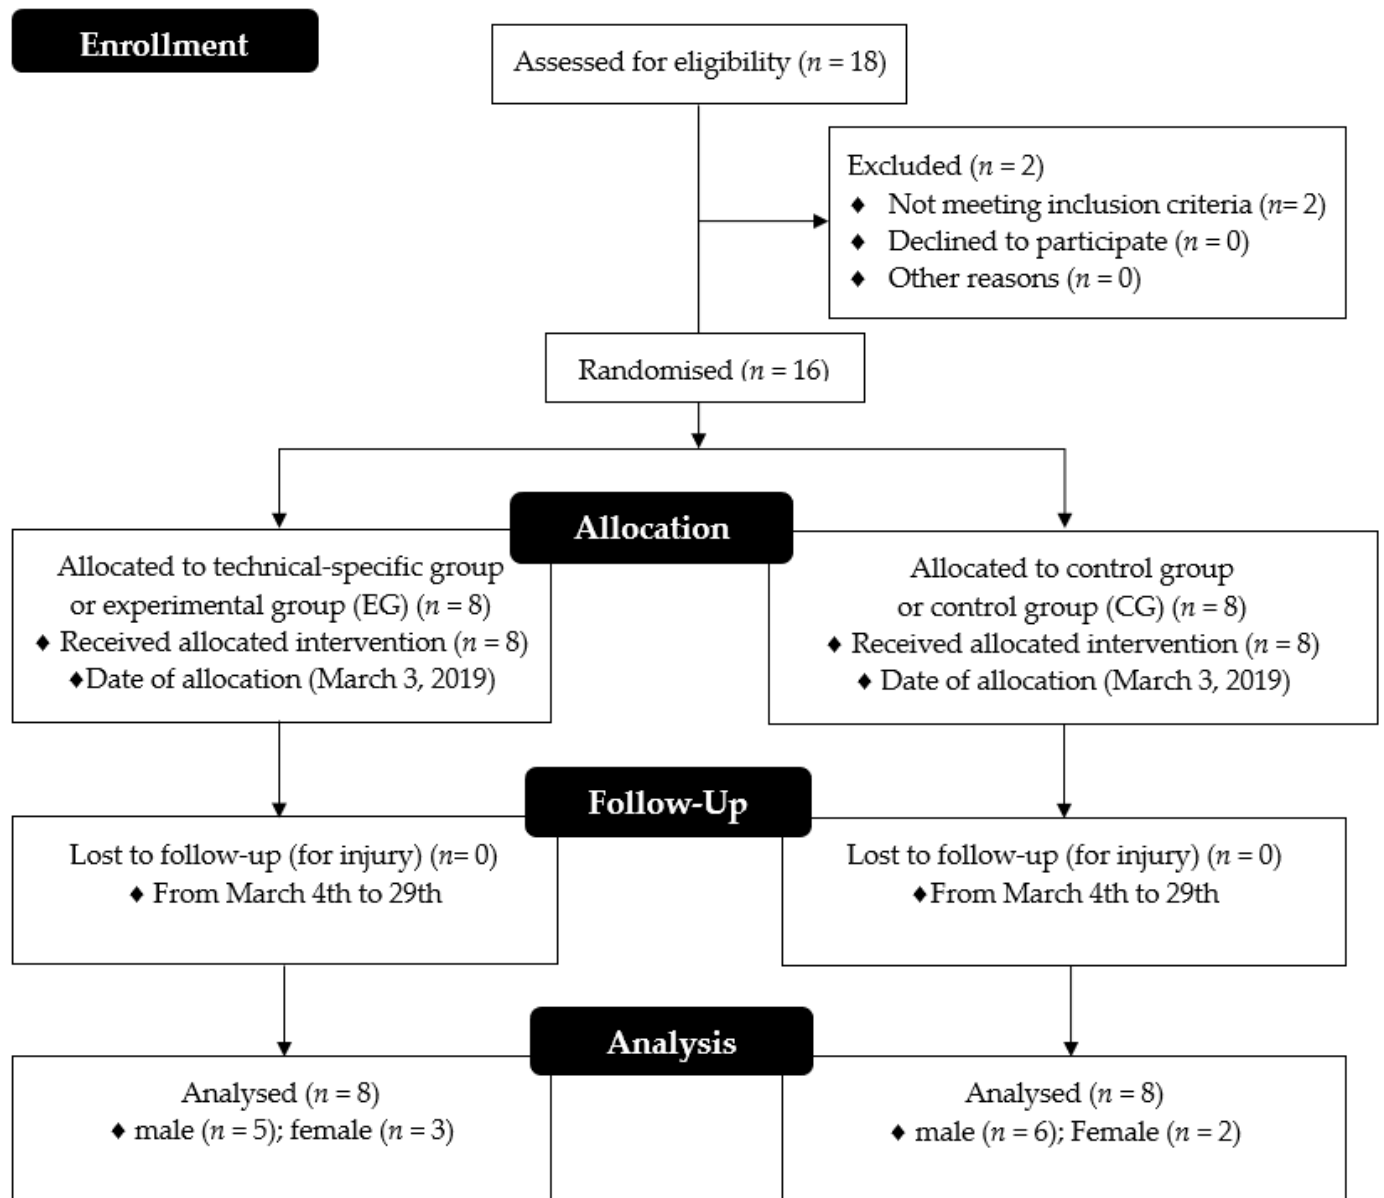 Enrollment
Assessed for eligibility (n = 18)
Excluded (n = 2)
♦ Not meeting inclusion criteria (n= 2)
♦ Declined to participate (n = 0)
♦ Other reasons (n = 0)
Randomised (n = 16)
Allocation
Allocated to technical-specific group
or experimental group (EG) (n = 8)
♦ Received allocated intervention (n = 8)
♦Date of allocation (March 3, 2019)
Allocated to control group
or control group (CG) (n = 8)
♦ Received allocated intervention (n = 8)
♦ Date of allocation (March 3, 2019)
Follow-Up
Lost to follow-up (for injury) (n= 0)
♦ From March 4th to 29th
Lost to follow-up (for injury) (n = 0)
♦From March 4th to 29th
Analysis
Analysed (n = 8)
♦ male (n = 5); female (n = 3)
Analysed (n = 8)
♦ male (n = 6); Female (n = 2)